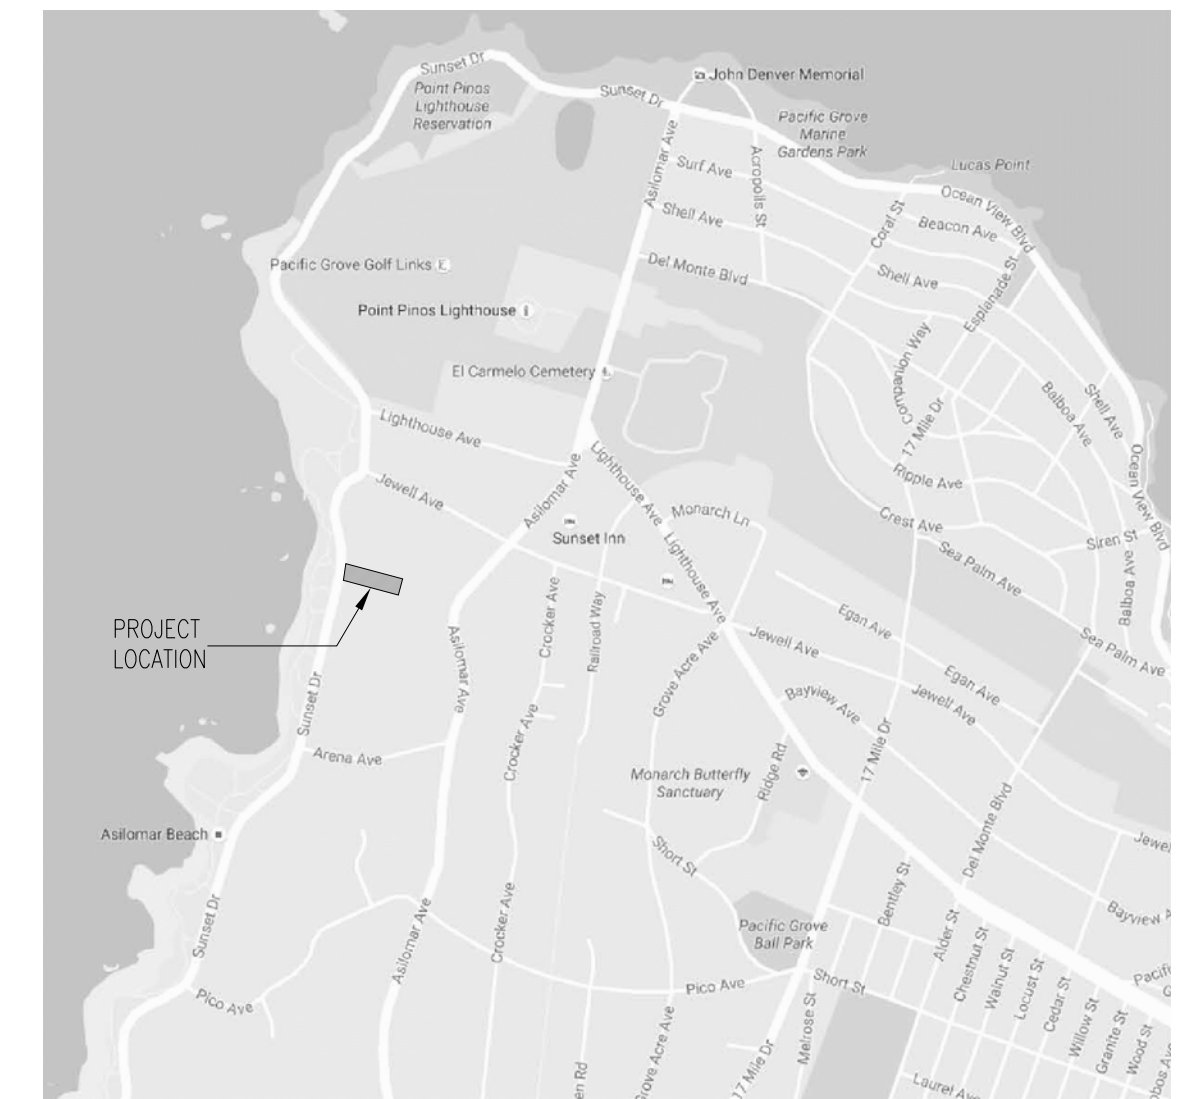 Sunset Dr
Point Pinos
Lighthouse
Reservation
Sunset Dr
John Denver Memorial
Pacific Grove
Marine
Gardens Park
Lucas Point
Asilomar Ave
Surf Ave
Acropolis St
Shell Ave
Coral St
Ocean View Blvd
Beacon Ave
Del Monte Blvd
Shell Ave
Esplanade St
Pacific Grove Golf Links
Point Pinos Lighthouse
El Carmelo Cemetery
Companion Way
17 Mile Dr
Balboa Ave
Shell Ave
Lighthouse Ave
Lighthouse Ave
Ocean View Blvd
Ripple Ave
Jewell Ave
Asilomar Ave
Monarch Ln
Crest Ave
Sunset Inn
Lighthouse Ave
Siren St
Sea Palm Ave
Balboa Ave
Crocker Ave
Railroad Way
PROJECT
LOCATION
Egan Ave
Jewell Ave
Sea Palm Ave
Asilomar Ave
Grove Acre Ave
Egan Ave
Sunset Dr
Bayview Ave
Jewell Ave
Crocker Ave
17 Mile Dr
Arena Ave
Monarch Butterfly
Sanctuary
Ridge Rd
Asilomar Beach
Del Monte Blvd
Jewel
Short St
Bentley St
Bayview A
Crocker Ave
Sunset Dr
Asilomar Ave
Pacific Grove
Ball Park
Alder St
Chestnut St
Walnut St
Locust St
Cedar St
Pacifi
G
Pico Ave
Pico Ave
Short St
Melrose St
Willow St
Granite St
Wood St
obos Av
en Rd
Grove Acre Ave
17 Mile Dr
Laurel Ave